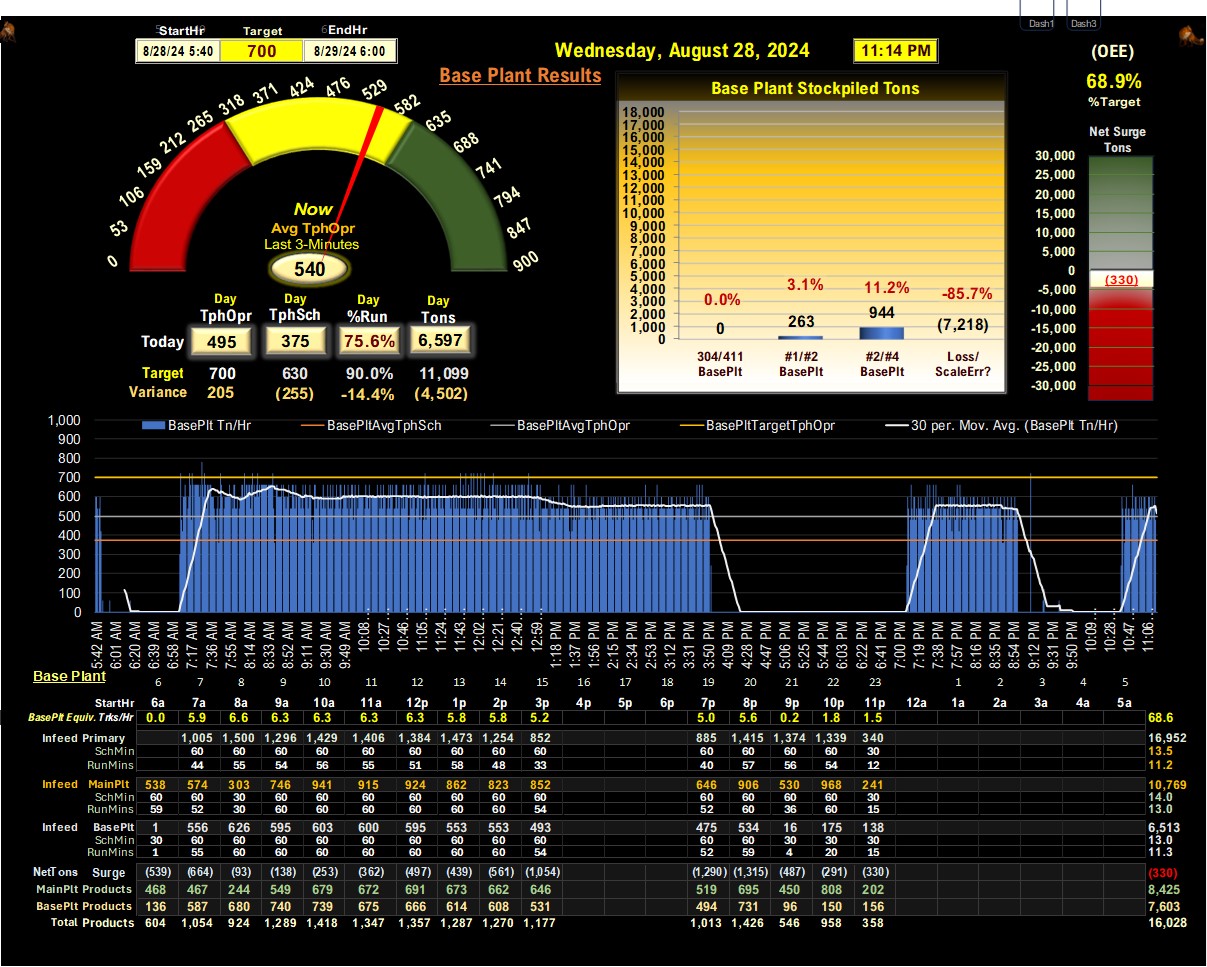 Dash1 Dash3
StartHr Target EndHr
8/28/24 5:40 700 8/29/24 6:00
Wednesday, August 28, 2024 11:14 PM
(OEE)
68.9%
%Target
Base Plant Results
0 53 106 159 212 265 318 371 424 476 529 582 635 688 741 794 847 900
Now
Avg TphOpr
Last 3-Minutes
540
Day Day Day Day
TphOpr TphSch %Run Tons
Today 495 375 75.6% 6,597
Target 700 630 90.0% 11,099
Variance 205 (255) -14.4% (4,502)
Base Plant Stockpiled Tons
18,000
17,000
16,000
15,000
14,000
13,000
12,000
11,000
10,000
9,000
8,000
7,000
6,000
5,000
4,000
3,000
2,000
1,000
0
0.0% 3.1% 11.2% -85.7%
0 263 944 (7,218)
304/411 #1/#2 #2/#4 Loss/
BasePlt BasePlt BasePlt ScaleErr?
Net Surge
Tons
30,000
25,000
20,000
15,000
10,000
5,000
0
(330)
-5,000
-10,000
-15,000
-20,000
-25,000
-30,000
BasePlt Tn/Hr BasePltAvgTphSch BasePltAvgTphOpr BasePltTargetTphOpr 30 per. Mov. Avg. (BasePlt Tn/Hr)
1,000
900
800
700
600
500
400
300
200
100
0
5:42 AM 6:01 AM 6:20 AM 6:39 AM 6:58 AM 7:17 AM 7:36 AM 7:55 AM 8:14 AM 8:33 AM 8:52 AM 9:11 AM 9:30 AM 9:49 AM 10:08... 10:27... 10:46... 11:05... 11:24... 11:43... 12:02... 12:21... 12:40... 12:59... 1:18 PM 1:37 PM 1:56 PM 2:15 PM 2:34 PM 2:53 PM 3:12 PM 3:31 PM 3:50 PM 4:09 PM 4:28 PM 4:47 PM 5:06 PM 5:25 PM 5:44 PM 6:03 PM 6:22 PM 6:41 PM 7:00 PM 7:19 PM 7:38 PM 7:57 PM 8:16 PM 8:35 PM 8:54 PM 9:12 PM 9:31 PM 9:50 PM 10:09... 10:28... 10:47... 11:06...
Base Plant
6 7 8 9 10 11 12 13 14 15 16 17 18 19 20 21 22 23 1 2 3 4 5
StartHr 6a 7a 8a 9a 10a 11a 12p 1p 2p 3p 4p 5p 6p 7p 8p 9p 10p 11p 12a 1a 2a 3a 4a 5a
BasePlt Equiv. Trks/Hr 0.0 5.9 6.6 6.3 6.3 6.3 6.3 5.8 5.8 5.2 5.0 5.6 0.2 1.8 1.5 68.6
Infeed Primary 1,005 1,500 1,296 1,429 1,406 1,384 1,473 1,254 852 885 1,415 1,374 1,339 340 16,952
SchMin 60 60 60 60 60 60 60 60 60 60 60 60 60 30 13.5
RunMins 44 55 54 56 55 51 58 48 33 40 57 56 54 12 11.2
Infeed MainPlt 538 574 303 746 941 915 924 862 823 852 646 906 530 968 241 10,769
SchMin 60 60 30 60 60 60 60 60 60 60 60 60 60 60 30 14.0
RunMins 59 52 30 60 60 60 60 60 60 54 52 60 36 60 15 13.0
Infeed BasePlt 1 556 626 595 603 600 595 553 553 493 475 534 16 175 138 6,513
SchMin 30 60 60 60 60 60 60 60 60 60 60 60 30 30 30 13.0
RunMins 1 55 60 60 60 60 60 60 60 54 52 59 4 20 15 11.3
NetTons Surge (539) (664) (93) (138) (253) (362) (497) (439) (561) (1,054) (1,290) (1,315) (487) (291) (330) (330)
MainPlt Products 468 467 244 549 679 672 691 673 662 646 519 695 450 808 202 8,425
BasePlt Products 136 587 680 740 739 675 666 614 608 531 494 731 96 150 156 7,603
Total Products 604 1,054 924 1,289 1,418 1,347 1,357 1,287 1,270 1,177 1,013 1,426 546 958 358 16,028